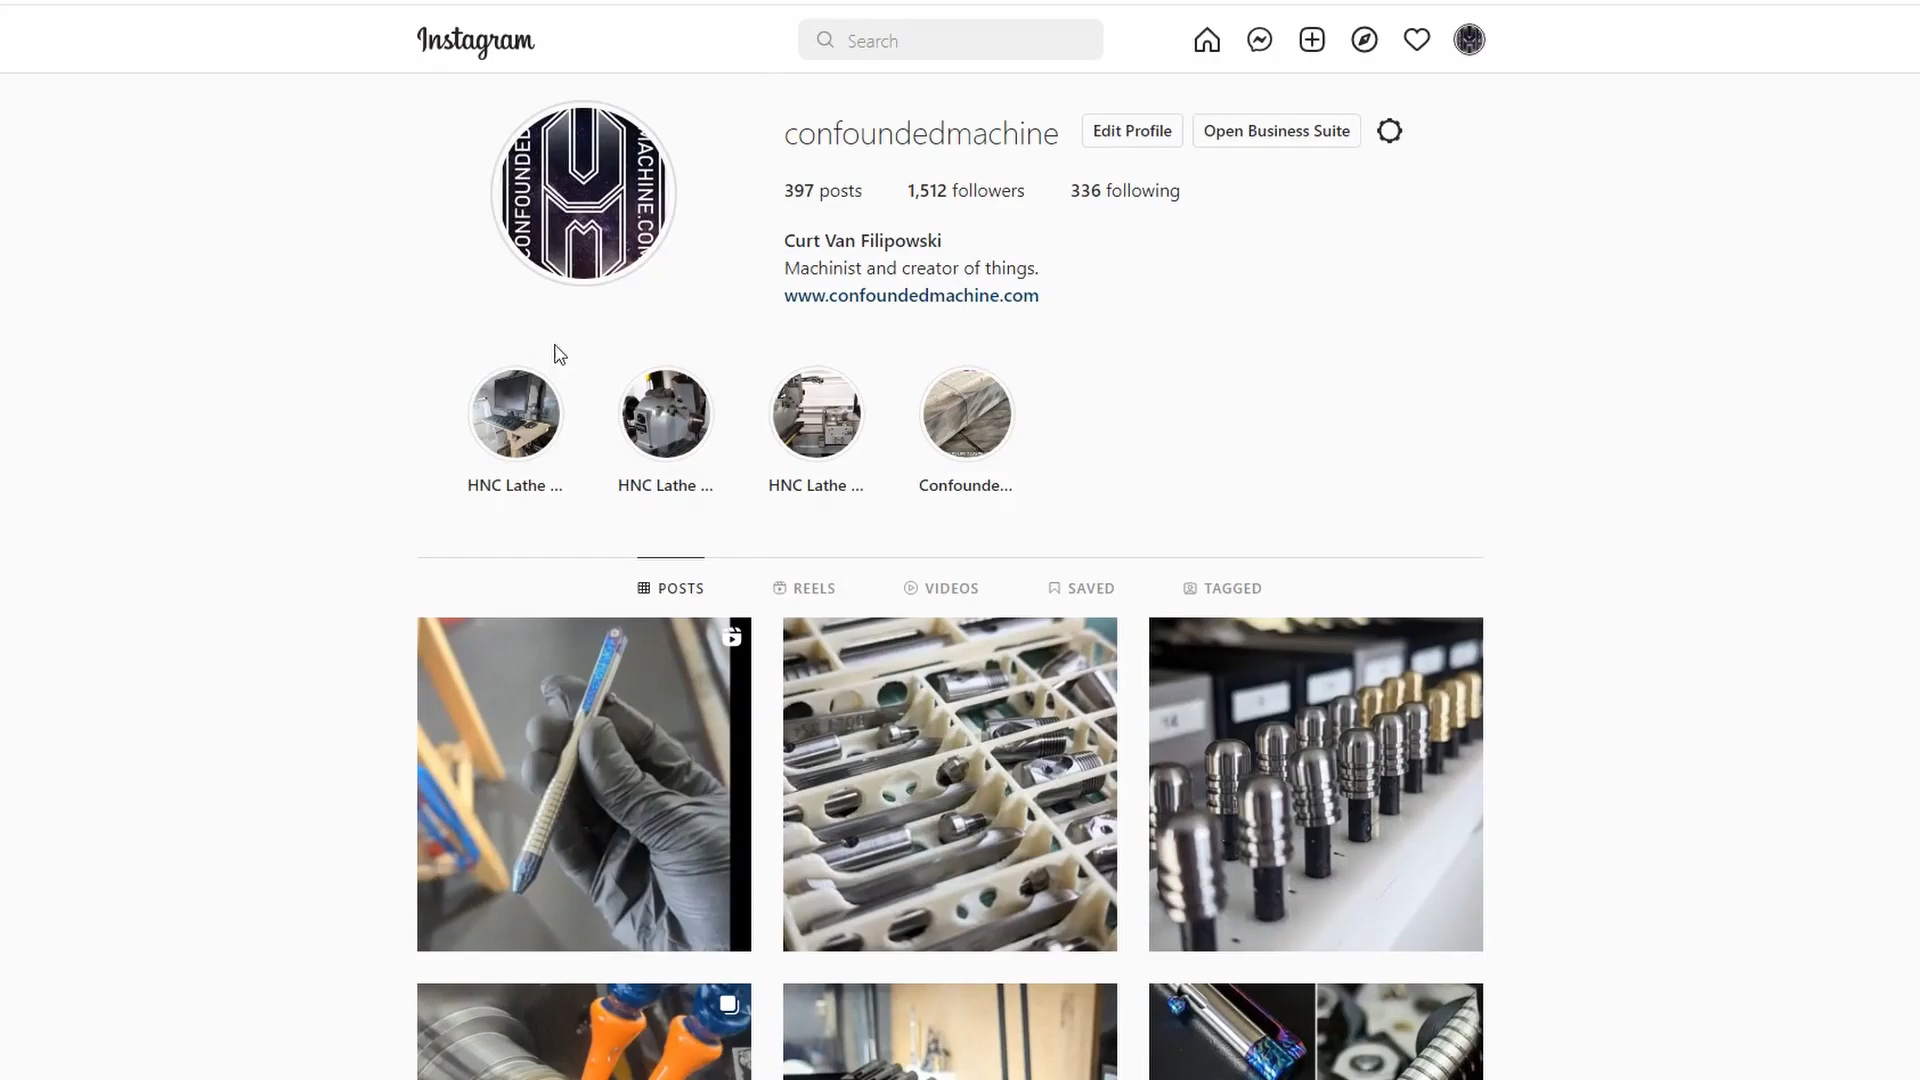 Instagram
Search
CONFOUNDED
MACHINE.COM
confoundedmachine
Edit Profile
Open Business Suite
397 posts
1,512 followers
336 following
Curt Van Filipowski
Machinist and creator of things.
www.confoundedmachine.com
HNC Lathe ...
HNC Lathe ...
HNC Lathe ...
Confounde...
POSTS
REELS
VIDEOS
SAVED
TAGGED